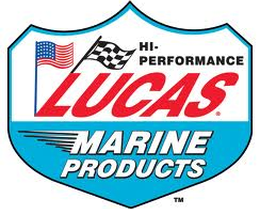 HI-
PERFORMANCE
LUCAS®
MARINE
PRODUCTS
™